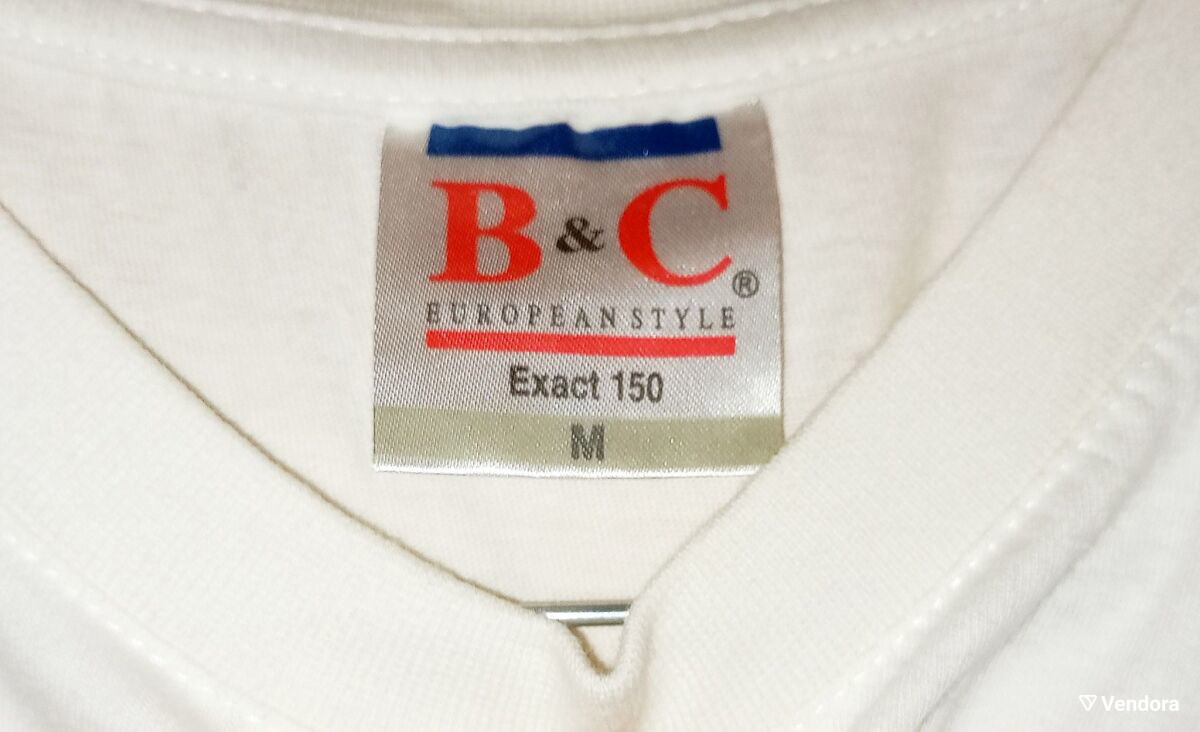 B & C ®
EUROPEAN STYLE
Exact 150
M
Vendora